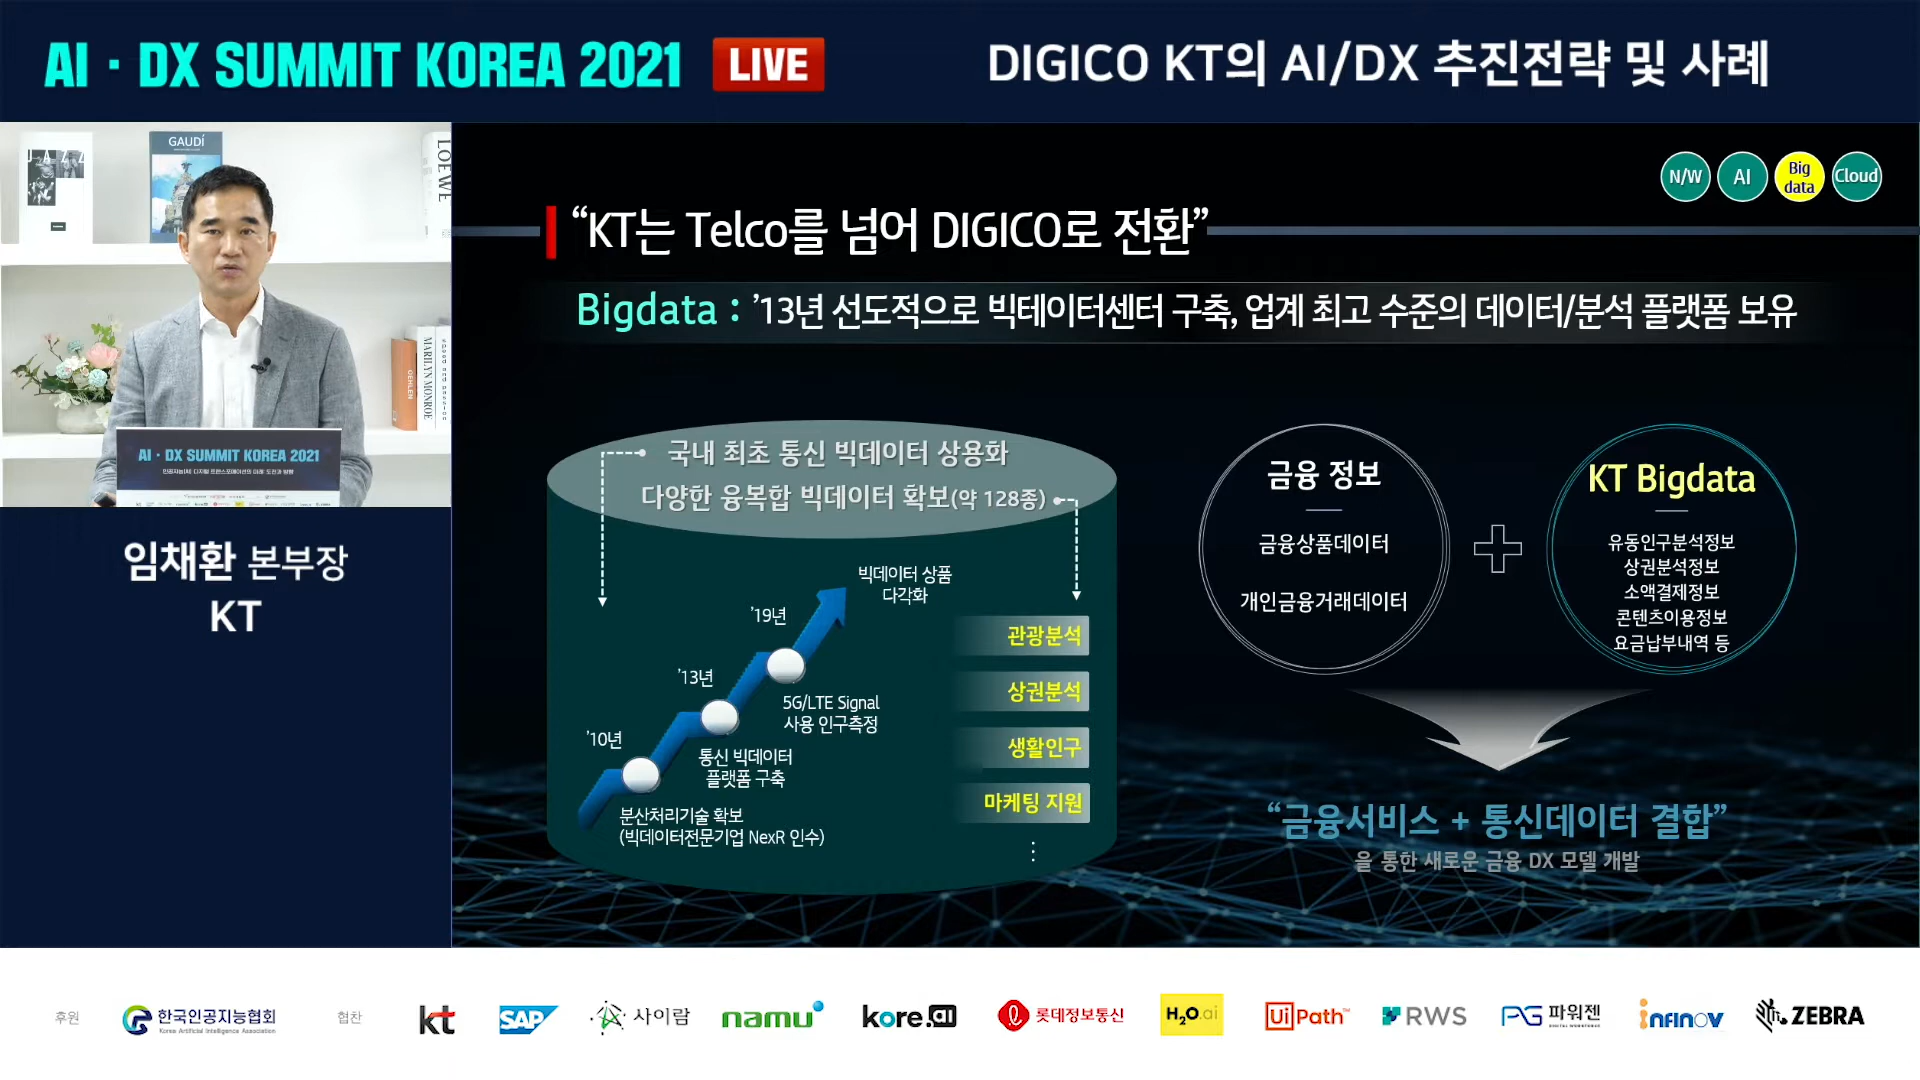 AI · DX SUMMIT KOREA 2021
LIVE
DIGICO KT의 AI/DX 추진전략 및 사례
JAZZ
GAUDÍ
LOEWE
OEHLEN
MARILYN MONROE
AI · DX SUMMIT KOREA 2021
임채환 본부장
KT
N/W
AI
Big
data
Cloud
“KT는 Telco를 넘어 DIGICO로 전환”
Bigdata : ’13년 선도적으로 빅테이터센터 구축, 업계 최고 수준의 데이터/분석 플랫폼 보유
국내 최초 통신 빅데이터 상용화
다양한 융복합 빅데이터 확보(약 128종)
’10년
분산처리기술 확보
(빅데이터전문기업 NexR 인수)
’13년
통신 빅데이터
플랫폼 구축
’19년
5G/LTE Signal
사용 인구측정
빅데이터 상품
다각화
관광분석
상권분석
생활인구
마케팅 지원
⋮
금융 정보
금융상품데이터
개인금융거래데이터
KT Bigdata
유동인구분석정보
상권분석정보
소액결제정보
콘텐츠이용정보
요금납부내역 등
“금융서비스 + 통신데이터 결합”
을 통한 새로운 금융 DX 모델 개발
후원
한국인공지능협회
Korea Artificial Intelligence Association
협찬
kt
SAP
사이람
namu
kore.ai
롯데정보통신
H2O.ai
UiPath™
RWS
PG 파워젠
DIGITAL WORKFORCE
infinov
ZEBRA